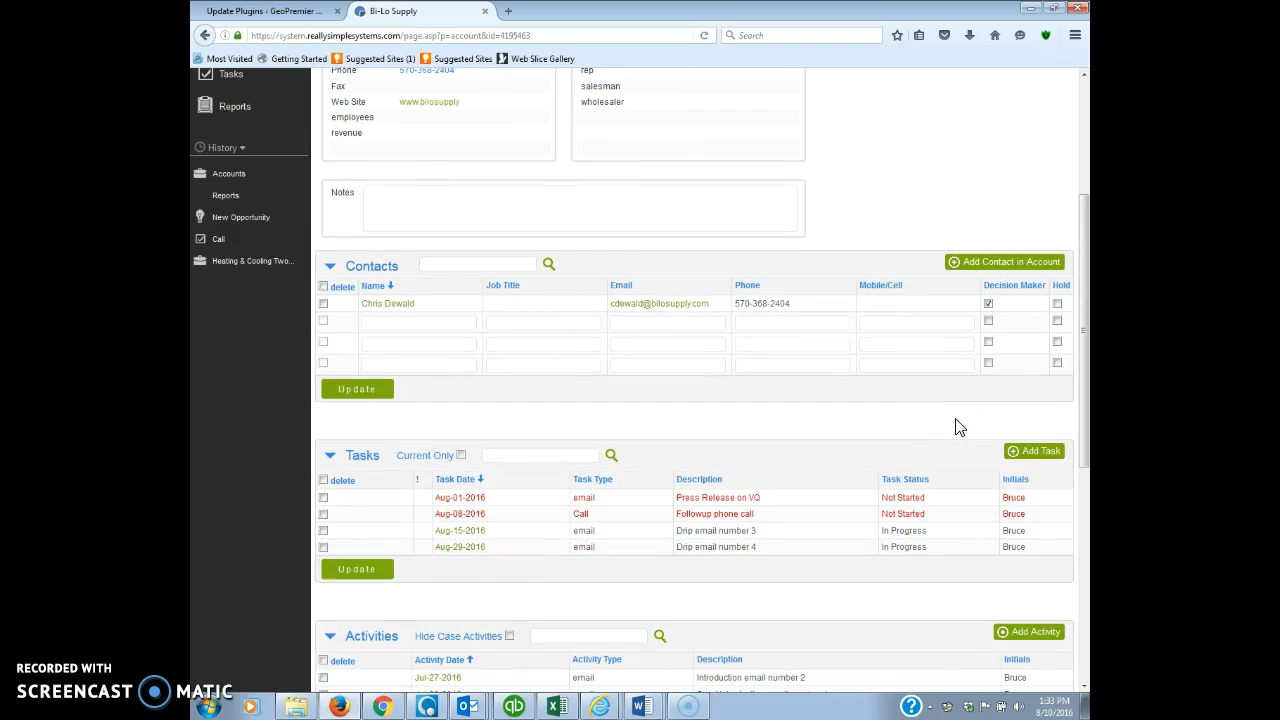 Update Plugins ‹ GeoPremier ... × Bi-Lo Supply × +
https://system.reallysimplesystems.com/page.asp?p=account&id=4195463 Search
Most Visited Getting Started Suggested Sites (1) Suggested Sites Web Slice Gallery
Tasks
Reports
History
Accounts
Reports
New Opportunity
Call
Heating & Cooling Two...
Phone 570-368-2404
Fax
Web Site www.bilosupply
employees
revenue
rep
salesman
wholesaler
Notes
Contacts Add Contact in Account
delete Name Job Title Email Phone Mobile/Cell Decision Maker Hold
Chris Dewald cdewald@bilosupply.com 570-368-2404
Update
Tasks Current Only Add Task
delete ! Task Date Task Type Description Task Status Initials
Aug-01-2016 email Press Release on VQ Not Started Bruce
Aug-08-2016 Call Followup phone call Not Started Bruce
Aug-15-2016 email Drip email number 3 In Progress Bruce
Aug-29-2016 email Drip email number 4 In Progress Bruce
Update
Activities Hide Case Activities Add Activity
delete Activity Date Activity Type Description Initials
Jul-27-2016 email Introduction email number 2 Bruce
RECORDED WITH
SCREENCAST MATIC
1:33 PM
8/10/2016